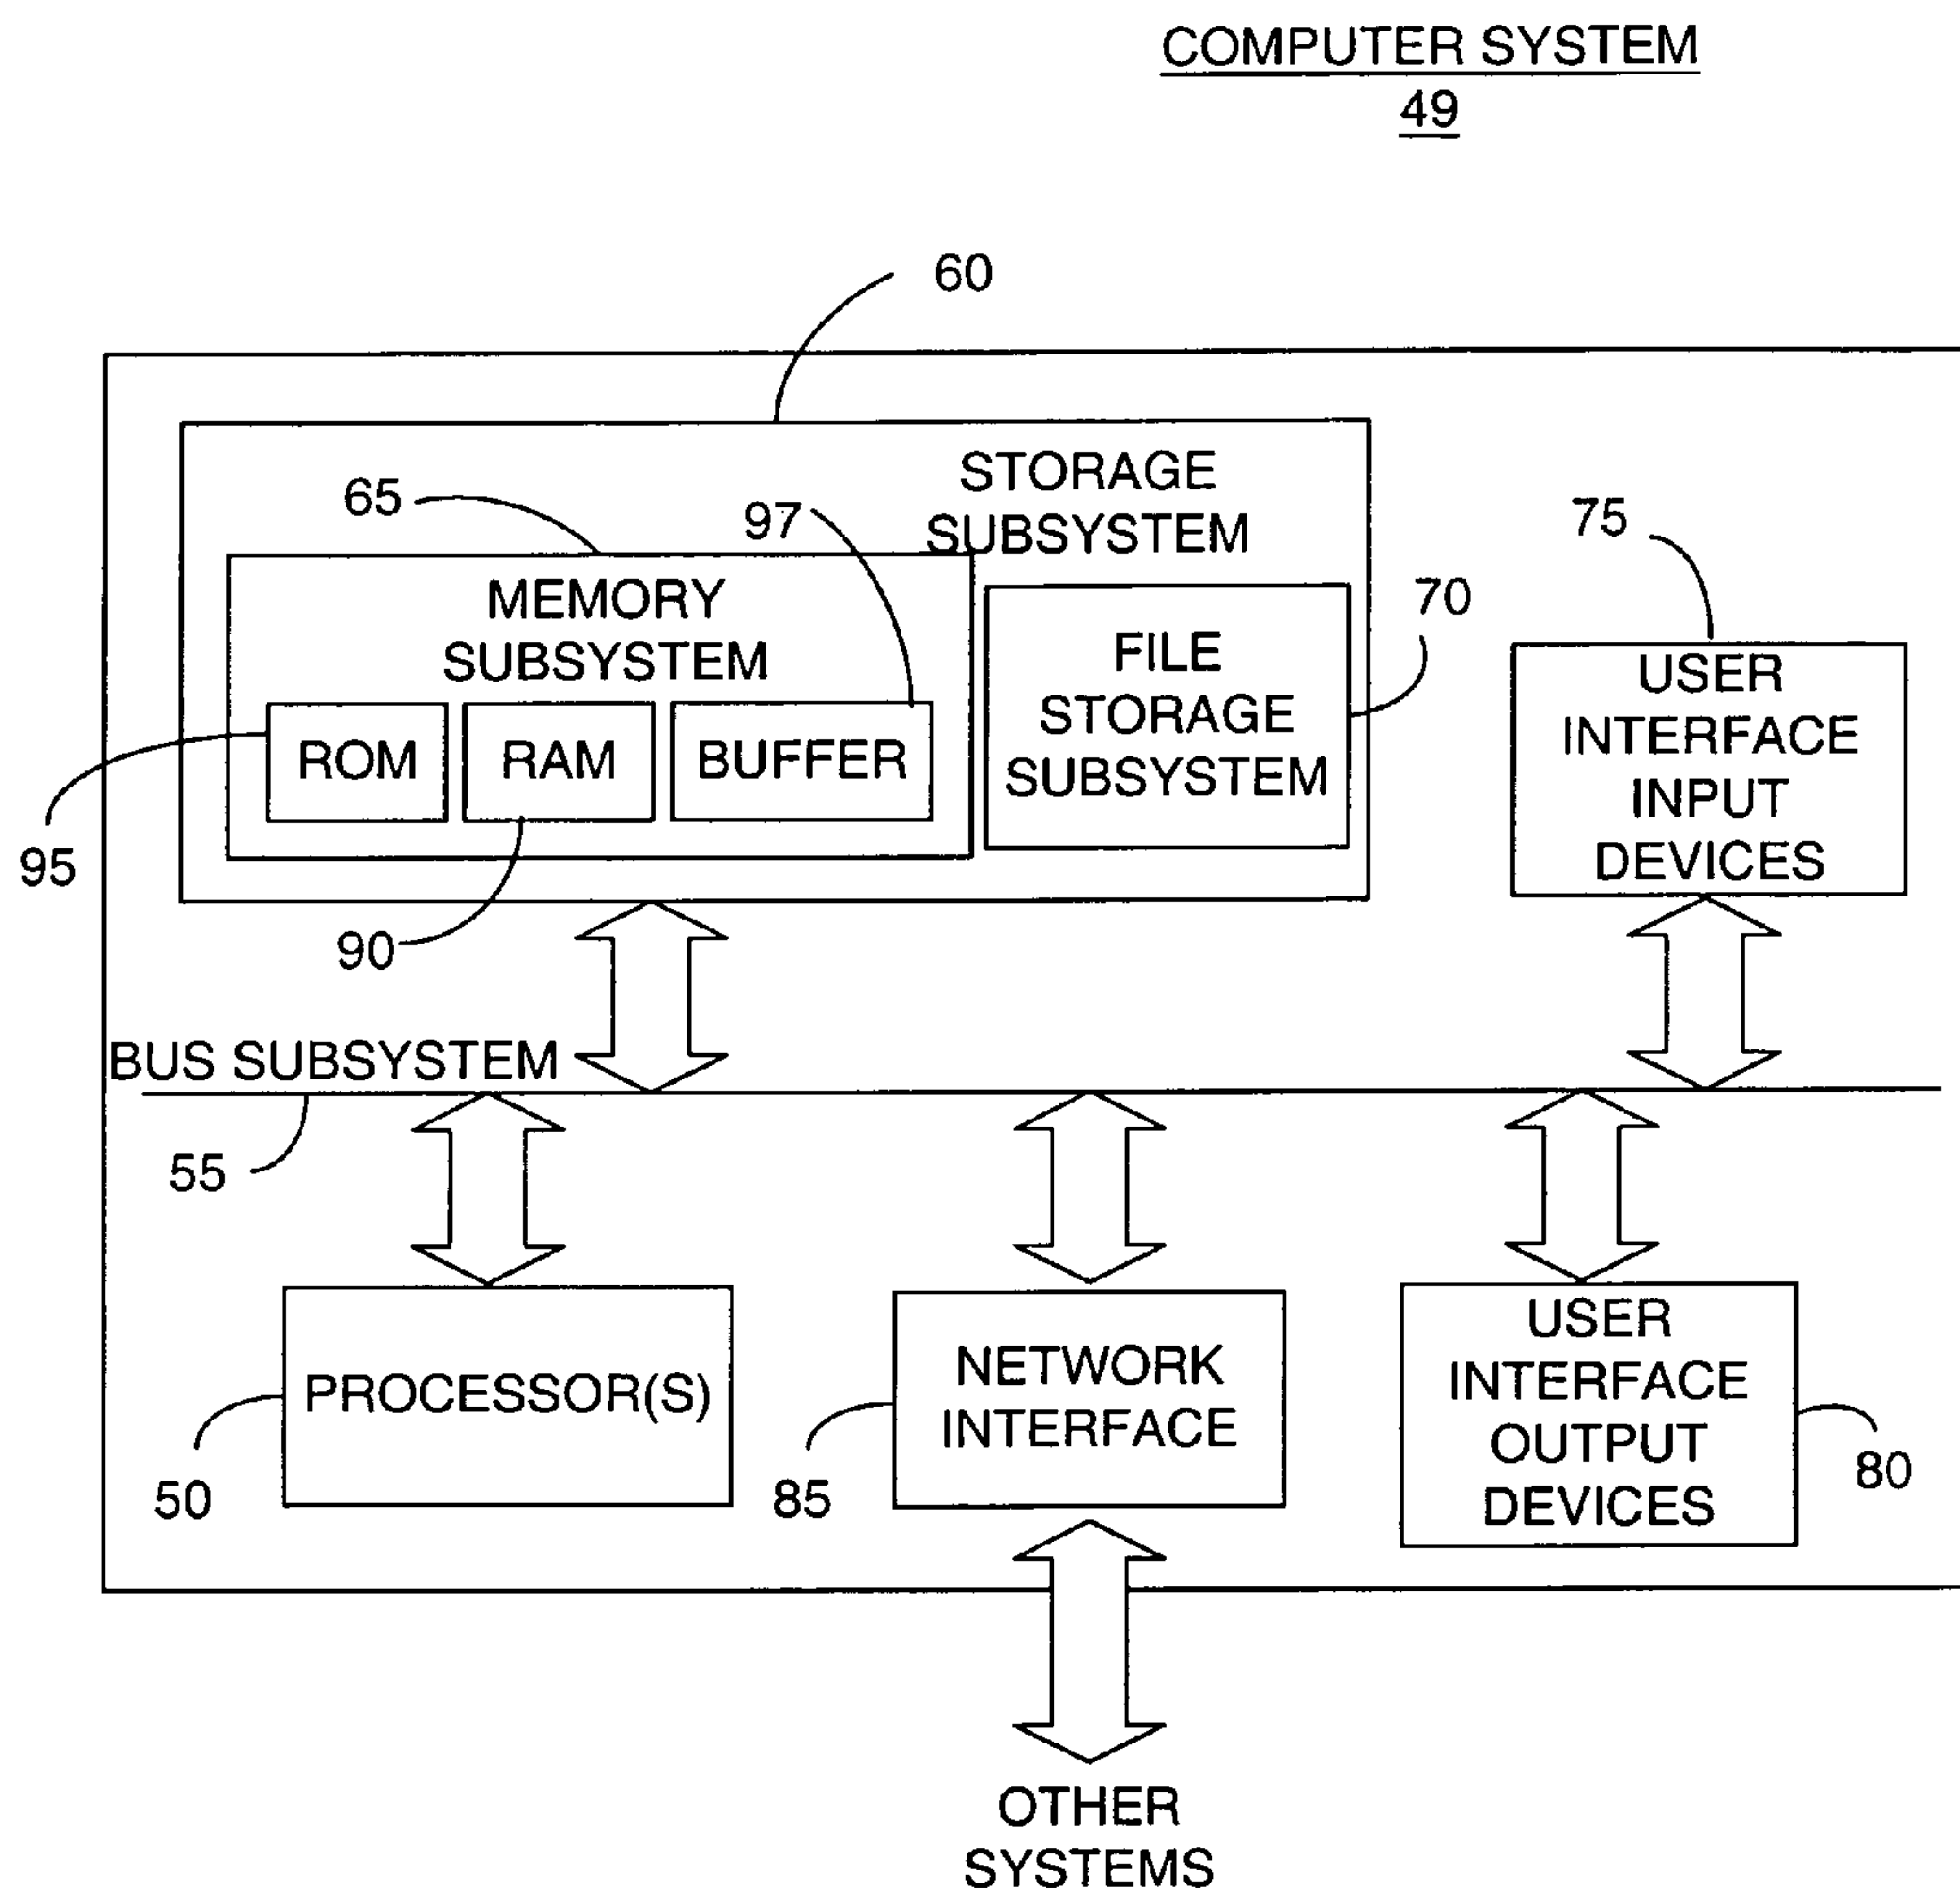 COMPUTER SYSTEM
49
60
STORAGE
SUBSYSTEM
65
97
75
MEMORY
SUBSYSTEM
70
FILE
STORAGE
SUBSYSTEM
USER
INTERFACE
INPUT
DEVICES
ROM
RAM
BUFFER
95
90
BUS SUBSYSTEM
55
PROCESSOR(S)
50
NETWORK
INTERFACE
85
USER
INTERFACE
OUTPUT
DEVICES
80
OTHER
SYSTEMS